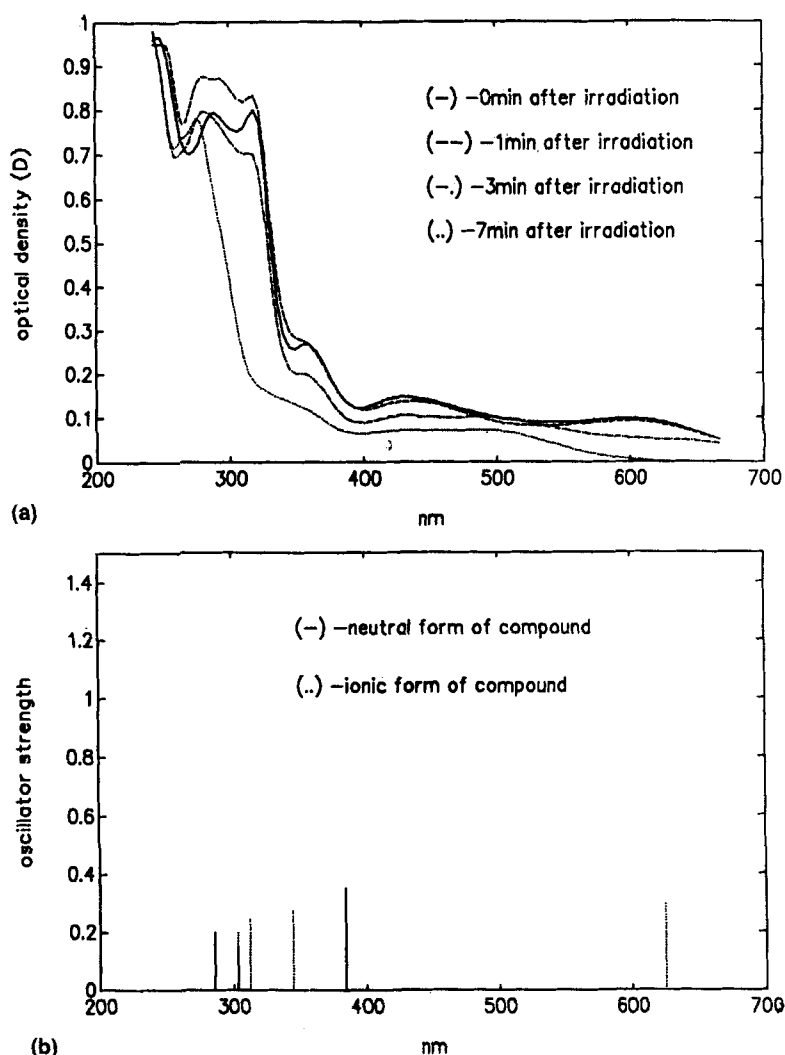 1
0.9
0.8
0.7
0.6
0.5
0.4
0.3
0.2
0.1
0
optical density (D)
(–) –0min after irradiation
(––) –1min after irradiation
(–.) –3min after irradiation
(..) –7min after irradiation
200 300 400 500 600 700
nm
(a)
1.4
1.2
1
0.8
0.6
0.4
0.2
0
oscillator strength
(–) –neutral form of compound
(..) –ionic form of compound
200 300 400 500 600 700
nm
(b)